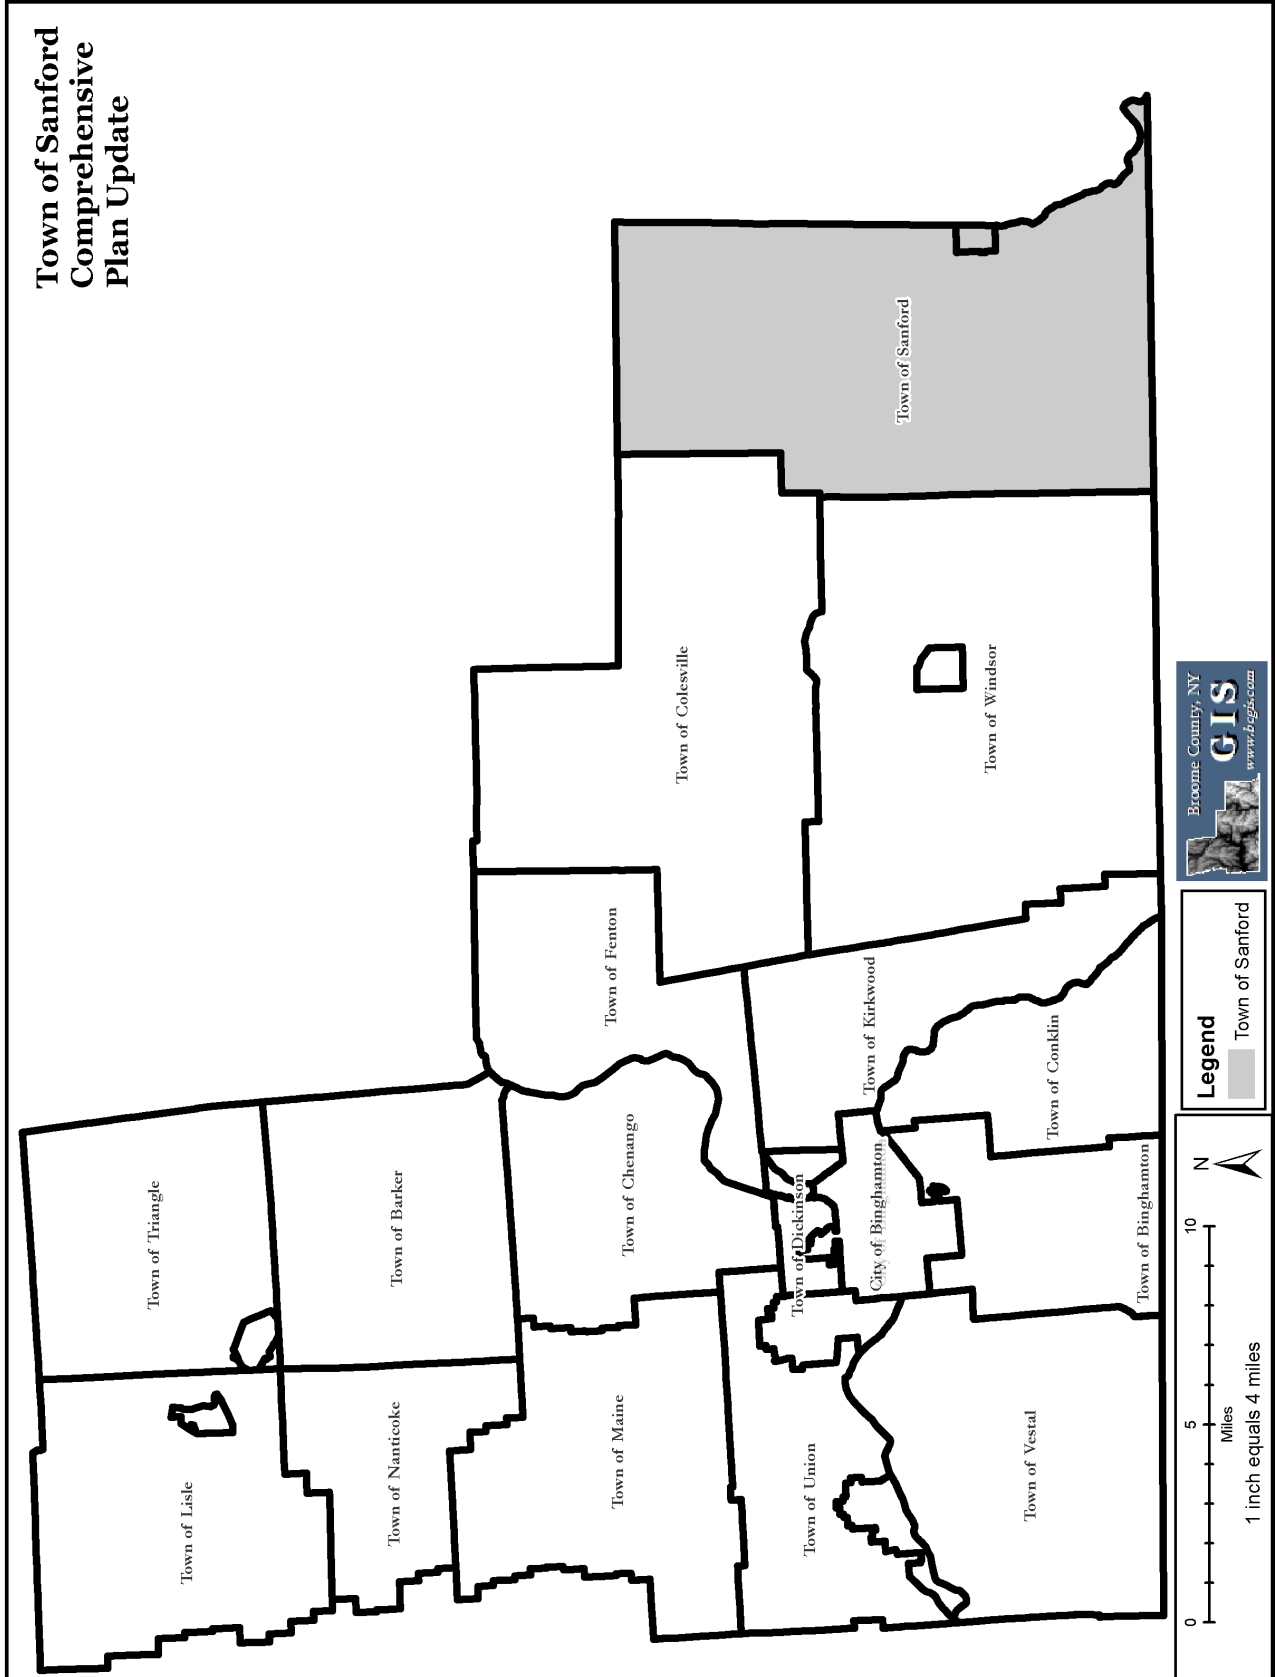 Town of Sanford
Comprehensive
Plan Update
Town of Triangle
Town of Lisle
Town of Barker
Town of Nanticoke
Town of Fenton
Town of Chenango
Town of Maine
Town of Colesville
Town of Sanford
Town of Windsor
Town of Kirkwood
Town of Dickinson
City of Binghamton
Town of Union
Town of Conklin
Town of Binghamton
Town of Vestal
0
5
10
Miles
1 inch equals 4 miles
N
Legend
Town of Sanford
Broome County, NY
GIS
www.bcgis.com